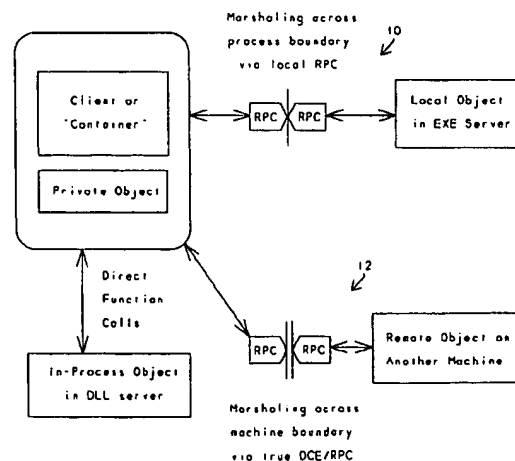 Marshaling across
process boundary
via local RPC
10
Client or
"Container"
Private Object
RPC
RPC
Local Object
in EXE Server
Direct
Function
Calls
12
In-Process Object
in DLL server
RPC
RPC
Remote Object on
Another Machine
Marshaling across
machine boundary
via true DCE/RPC